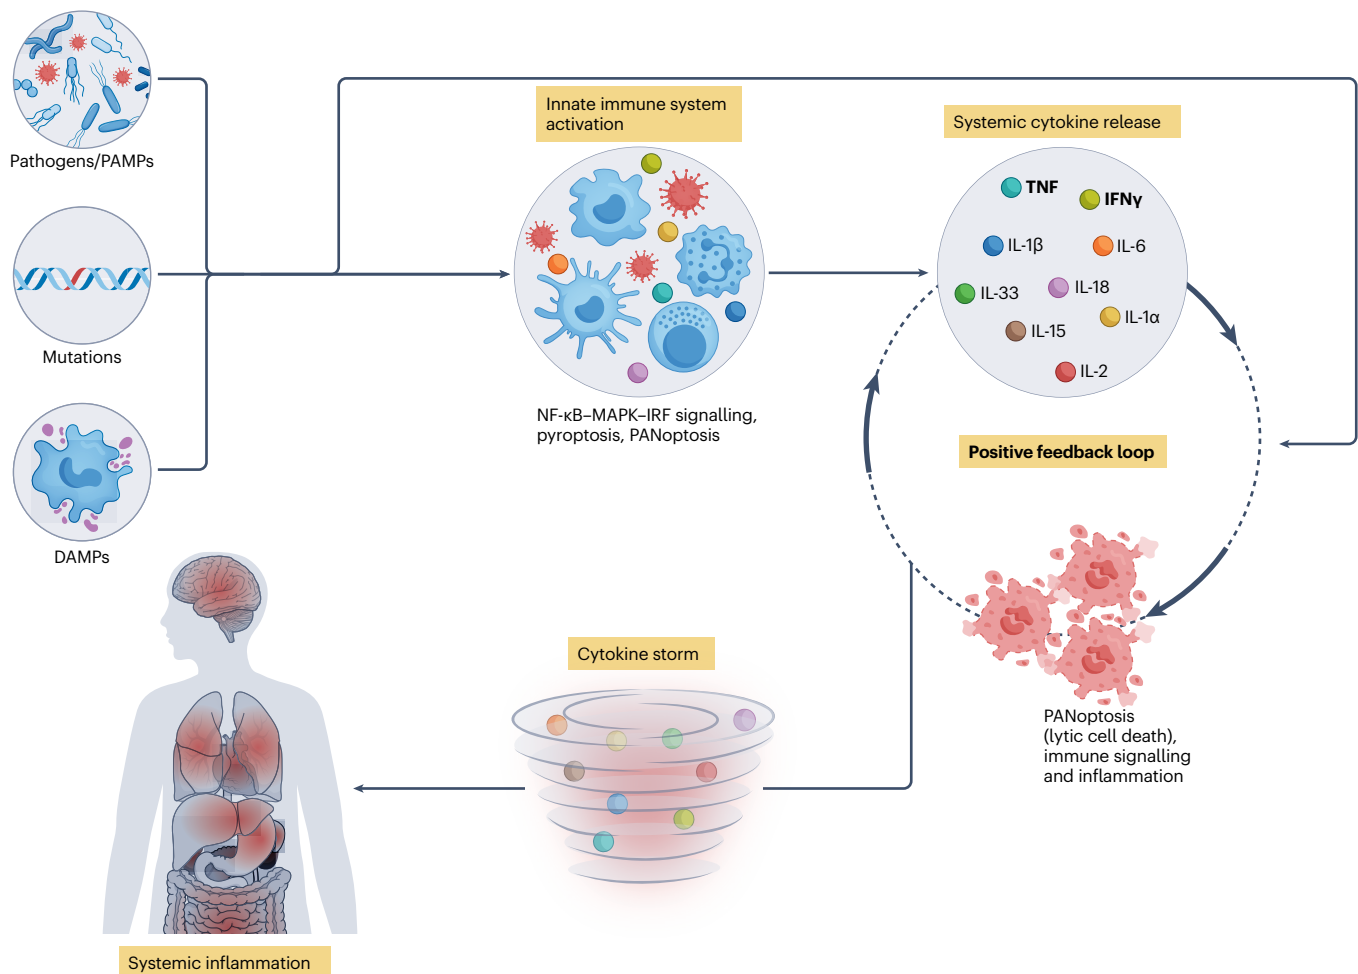 Pathogens/PAMPs
Mutations
DAMPs
Innate immune system
activation
NF-κB–MAPK–IRF signalling,
pyroptosis, PANoptosis
Systemic cytokine release
TNF
IFNγ
IL-1β
IL-6
IL-33
IL-18
IL-15
IL-1α
IL-2
Positive feedback loop
PANoptosis
(lytic cell death),
immune signalling
and inflammation
Cytokine storm
Systemic inflammation